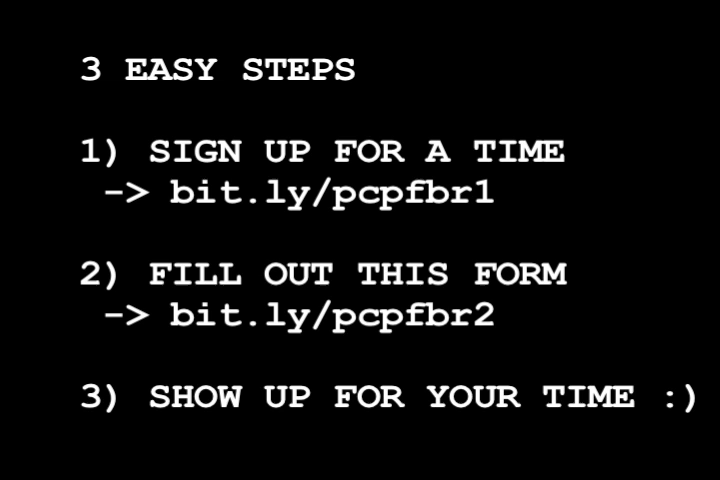 3 EASY STEPS
1) SIGN UP FOR A TIME
-> bit.ly/pcpfbr1
2) FILL OUT THIS FORM
-> bit.ly/pcpfbr2
3) SHOW UP FOR YOUR TIME :)